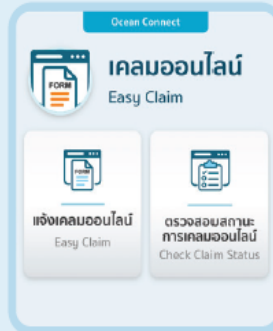 Ocean Connect
FORM
เคลมออนไลน์
Easy Claim
FORM
แจ้งเคลมออนไลน์
Easy Claim
ตรวจสอบสถานะ
การเคลมออนไลน์
Check Claim Status